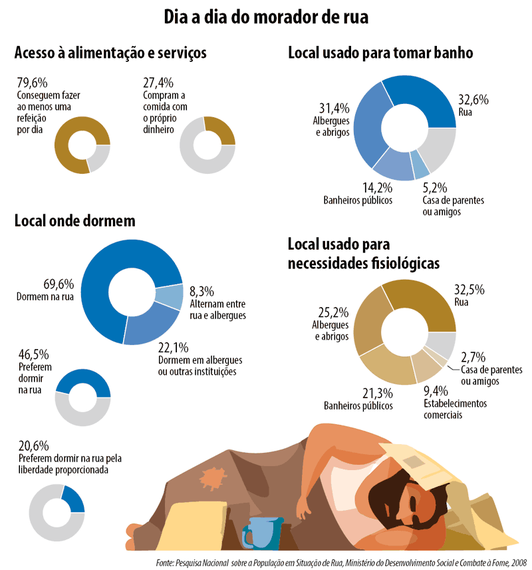 Dia a dia do morador de rua
Acesso à alimentação e serviços
79,6%
Conseguem fazer
ao menos uma
refeição
por dia
27,4%
Compram a
comida com
o próprio
dinheiro
Local onde dormem
69,6%
Dormem na rua
8,3%
Alternam entre
rua e albergues
22,1%
Dormem em albergues
ou outras instituições
46,5%
Preferem
dormir
na rua
20,6%
Preferem dormir na rua pela
liberdade proporcionada
Local usado para tomar banho
31,4%
Albergues
e abrigos
32,6%
Rua
14,2%
Banheiros públicos
5,2%
Casa de parentes
ou amigos
Local usado para
necessidades fisiológicas
32,5%
Rua
25,2%
Albergues
e abrigos
2,7%
Casa de parentes
ou amigos
21,3%
Banheiros públicos
9,4%
Estabelecimentos
comerciais
Fonte: Pesquisa Nacional sobre a População em Situação de Rua, Ministério do Desenvolvimento Social e Combate à Fome, 2008